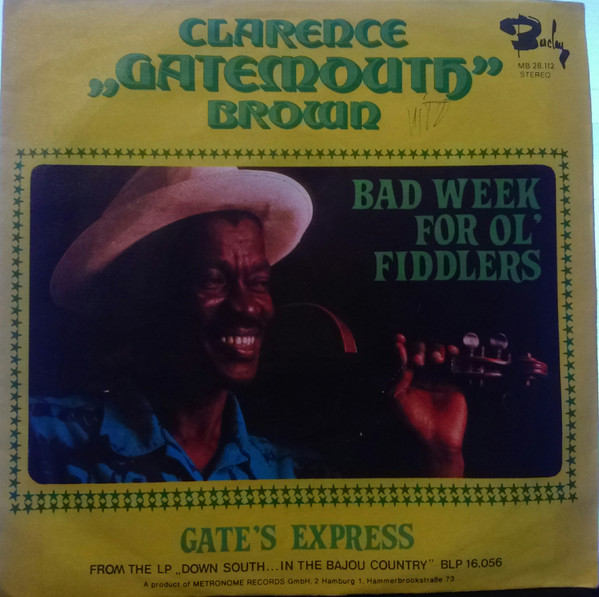 CLARENCE
„GATEMOUTH”
BROWN
Barclay
MB 28.112
STEREO
BAD WEEK
FOR OL'
FIDDLERS
GATE'S EXPRESS
FROM THE LP „DOWN SOUTH...IN THE BAJOU COUNTRY” BLP 16.056
A product of METRONOME RECORDS GmbH, 2 Hamburg 1, Hammerbrookstraße 73